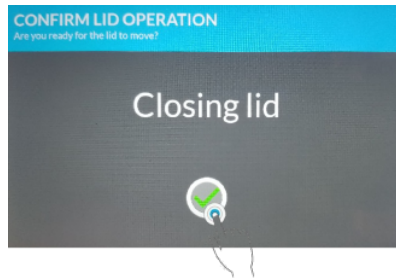 CONFIRM LID OPERATION
Are you ready for the lid to move?
Closing lid